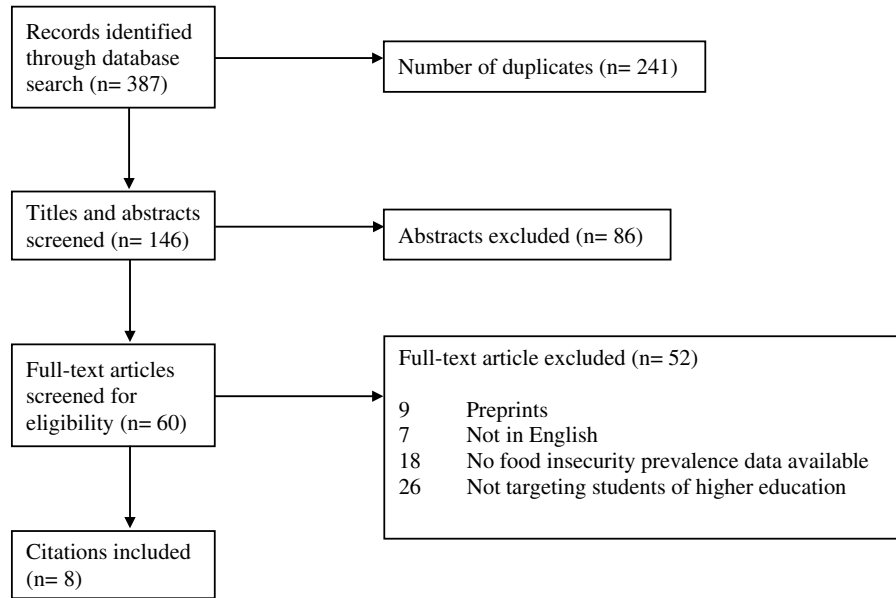 Records identified
through database
search (n= 387)
Number of duplicates (n= 241)
Titles and abstracts
screened (n= 146)
Abstracts excluded (n= 86)
Full-text articles
screened for
eligibility (n= 60)
Full-text article excluded (n= 52)
9 Preprints
7 Not in English
18 No food insecurity prevalence data available
26 Not targeting students of higher education
Citations included
(n= 8)